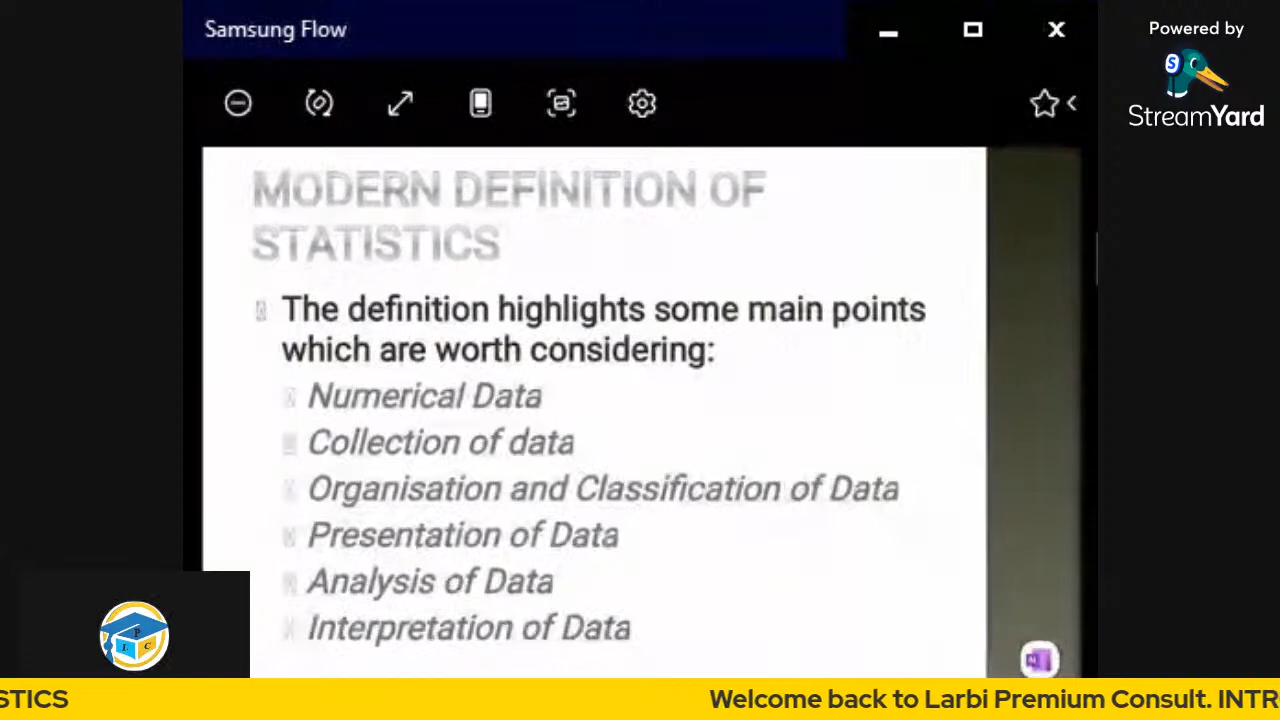 Samsung Flow
Powered by
StreamYard
MODERN DEFINITION OF
STATISTICS
The definition highlights some main points
which are worth considering:
Numerical Data
Collection of data
Organisation and Classification of Data
Presentation of Data
Analysis of Data
Interpretation of Data
P
L C
STICS Welcome back to Larbi Premium Consult. INTR